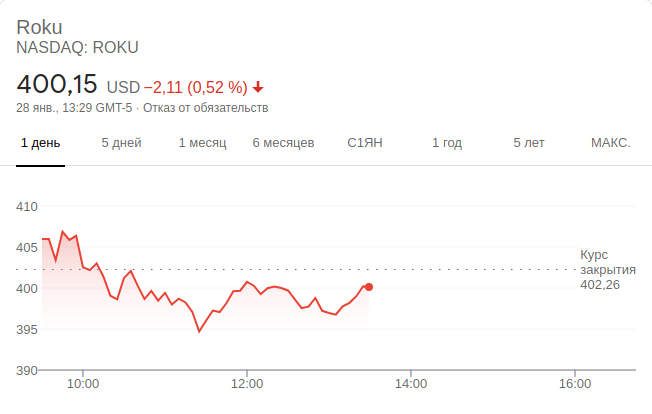 Roku
NASDAQ: ROKU
400,15 USD −2,11 (0,52 %)
28 янв., 13:29 GMT-5 · Отказ от обязательств
1 день 5 дней 1 месяц 6 месяцев С1ЯН 1 год 5 лет МАКС.
410
405
Курс
закрытия
402,26
400
395
390
10:00 12:00 14:00 16:00